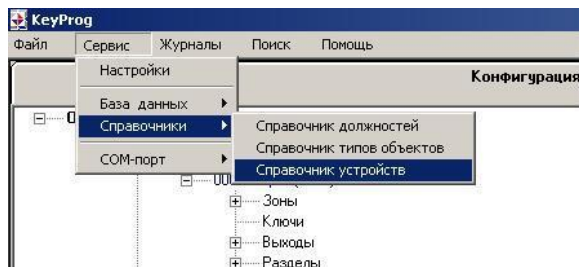 KeyProg
Файл Сервис Журналы Поиск Помощь
Настройки
Конфигурация
База данных
Справочники
Справочник должностей
Справочник типов объектов
COM-порт
Справочник устройств
Зоны
Ключи
Выходы
Разделы